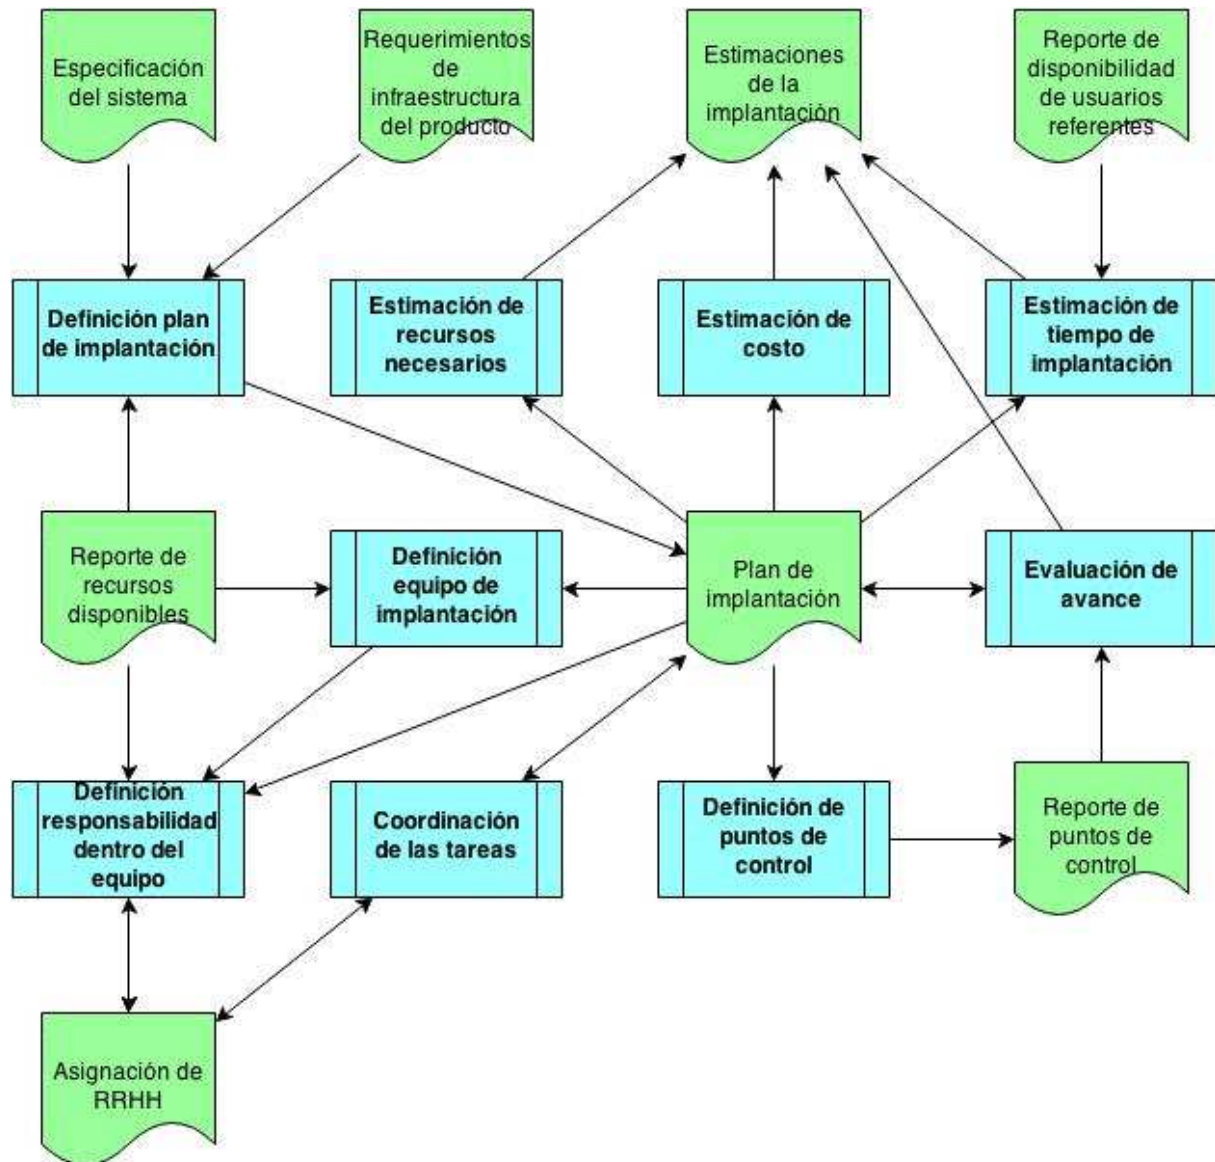 Especificación
del sistema
Requerimientos
de
infraestructura
del producto
Estimaciones
de la
implantación
Reporte de
disponibilidad
de usuarios
referentes
Definición plan
de implantación
Estimación de
recursos
necesarios
Estimación de
costo
Estimación de
tiempo de
implantación
Reporte de
recursos
disponibles
Definición
equipo de
implantación
Plan de
implantación
Evaluación de
avance
Definición
responsabilidad
dentro del
equipo
Coordinación
de las tareas
Definición de
puntos de
control
Reporte de
puntos de
control
Asignación de
RRHH